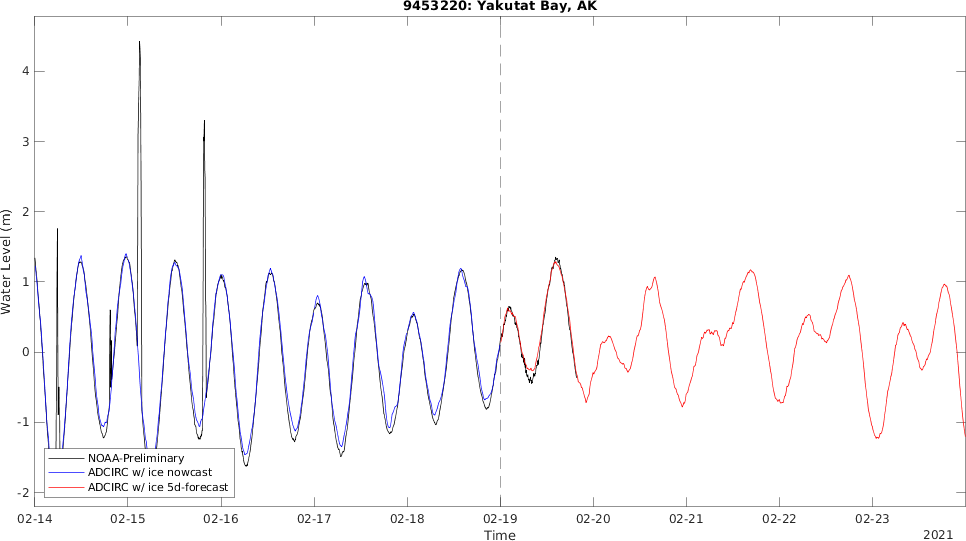 9453220: Yakutat Bay, AK
Water Level (m)
4
3
2
1
0
-1
-2
NOAA-Preliminary
ADCIRC w/ ice nowcast
ADCIRC w/ ice 5d-forecast
02-14 02-15 02-16 02-17 02-18 02-19 02-20 02-21 02-22 02-23
Time
2021